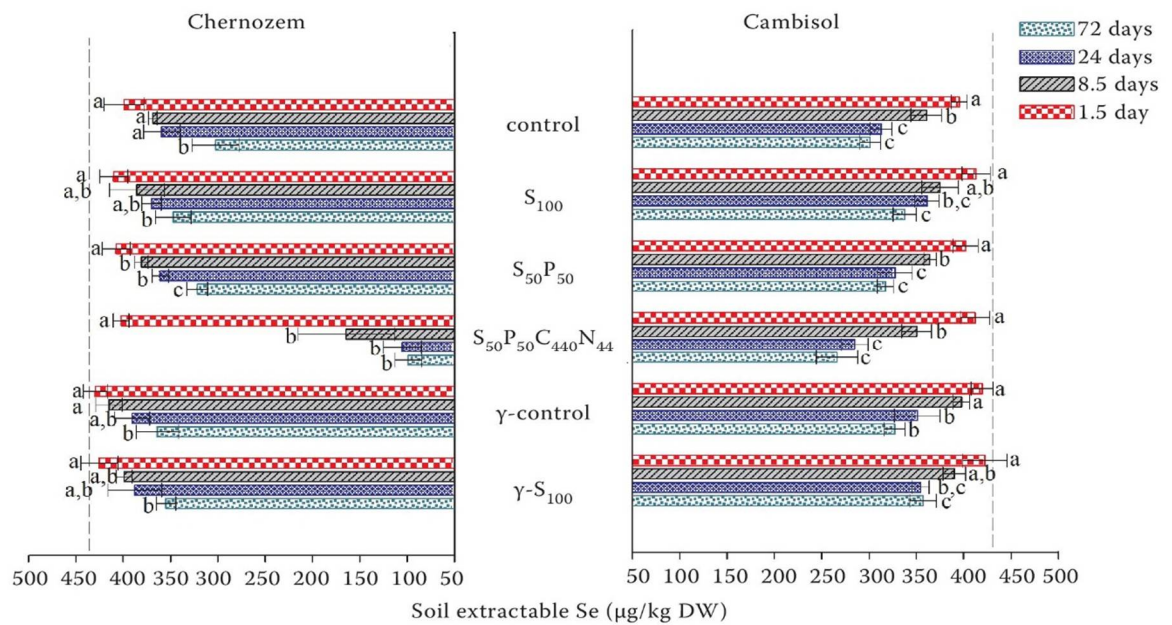 Chernozem
Cambisol
72 days
24 days
8.5 days
1.5 day
a
a
a
b
control
a
b
c
c
a
a,b
a,b
b
S100
a
a,b
b,c
c
a
b
b
c
S50P50
a
b
c
c
a
b
b
b
S50P50C440N44
a
b
c
c
a
a
a,b
b
γ-control
a
a
b
b
a
a,b
a,b
b
γ-S100
a
a,b
b,c
c
500 450 400 350 300 250 200 150 100 50
50 100 150 200 250 300 350 400 450 500
Soil extractable Se (μg/kg DW)